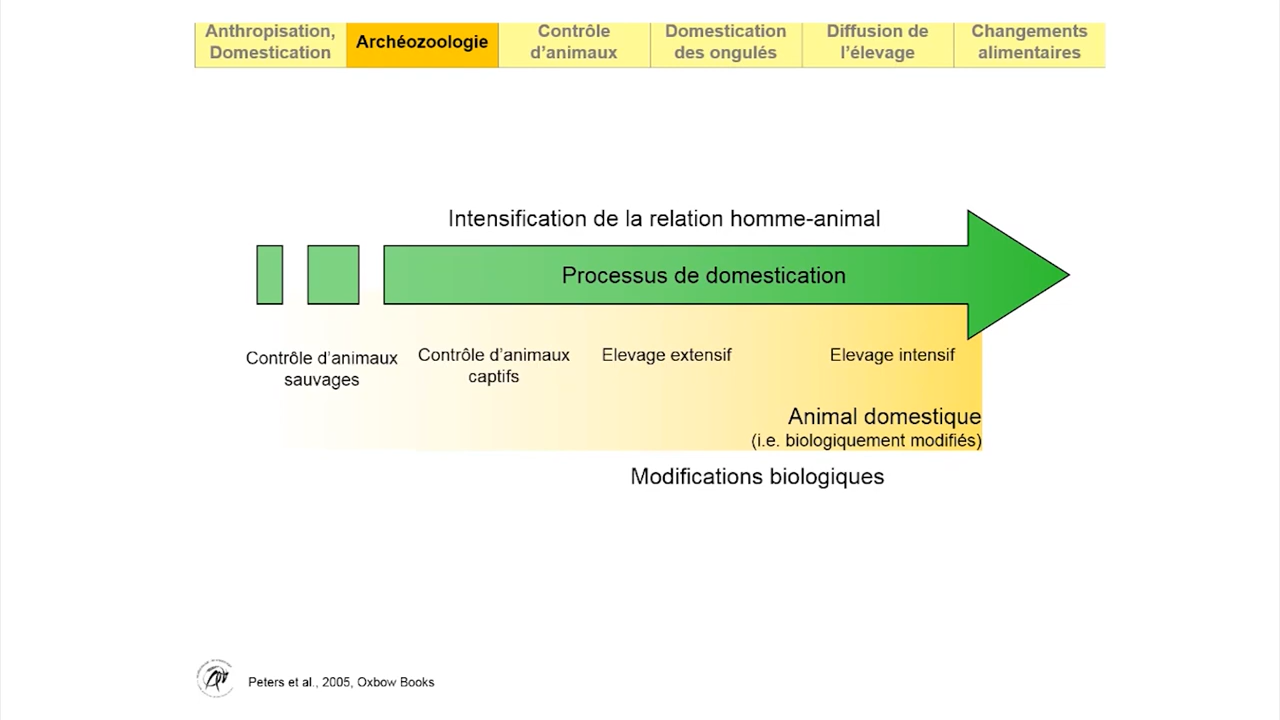 Anthropisation,
Domestication
Archéozoologie
Contrôle
d’animaux
Domestication
des ongulés
Diffusion de
l’élevage
Changements
alimentaires
Intensification de la relation homme-animal
Processus de domestication
Contrôle d’animaux
sauvages
Contrôle d’animaux
captifs
Elevage extensif
Elevage intensif
Animal domestique
(i.e. biologiquement modifiés)
Modifications biologiques
Peters et al., 2005, Oxbow Books